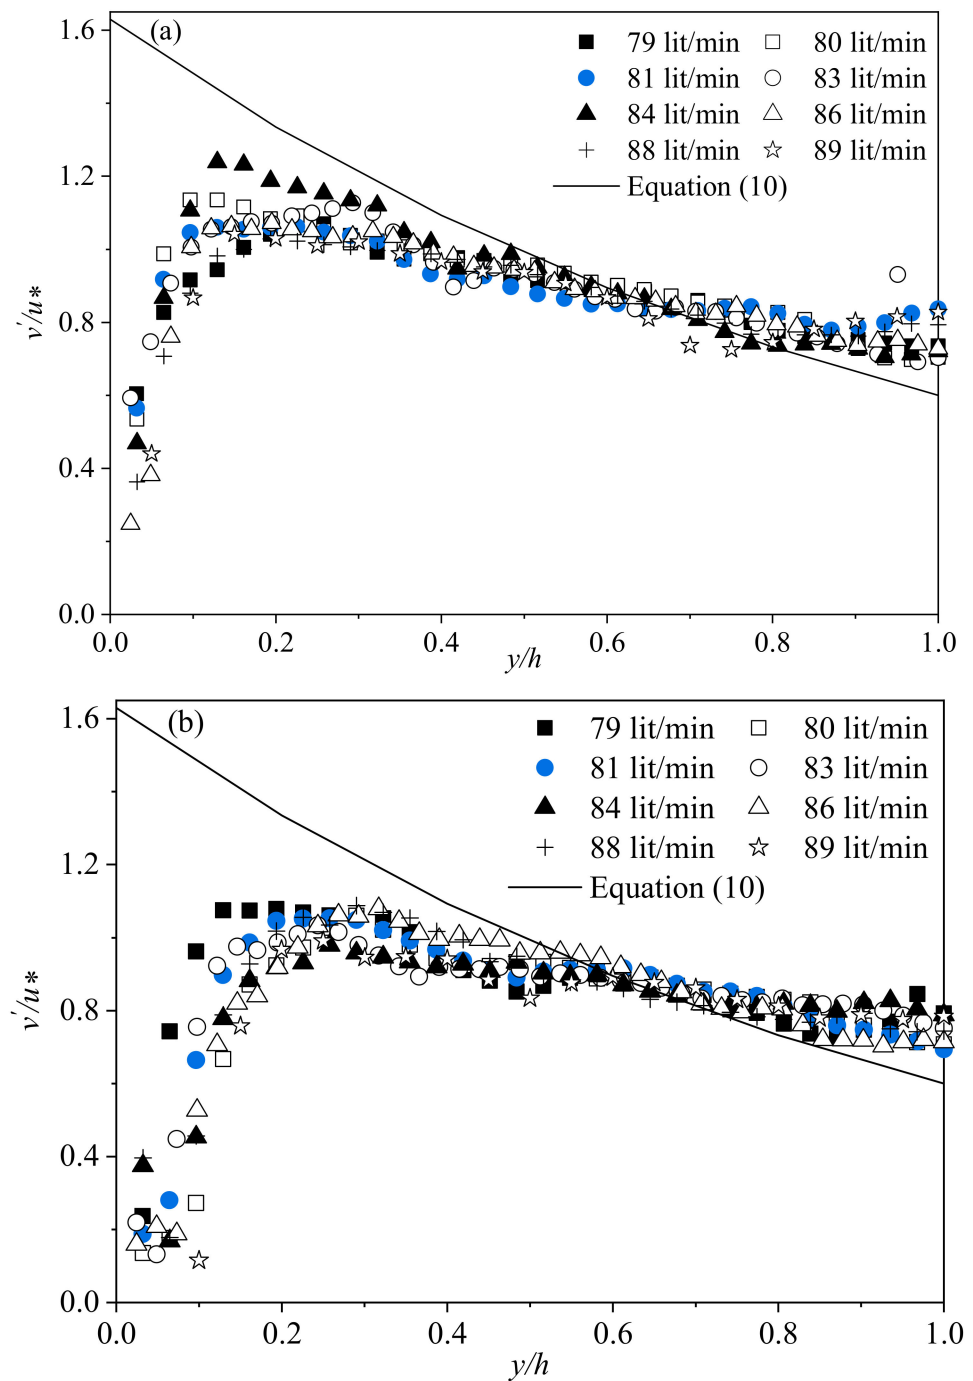 (a)
79 lit/min 80 lit/min
81 lit/min 83 lit/min
84 lit/min 86 lit/min
88 lit/min 89 lit/min
Equation (10)
1.6
1.2
0.8
0.4
0.0
v'/u*
0.0 0.2 0.4 0.6 0.8 1.0
y/h
(b)
79 lit/min 80 lit/min
81 lit/min 83 lit/min
84 lit/min 86 lit/min
88 lit/min 89 lit/min
Equation (10)
1.6
1.2
0.8
0.4
0.0
v'/u*
0.0 0.2 0.4 0.6 0.8 1.0
y/h